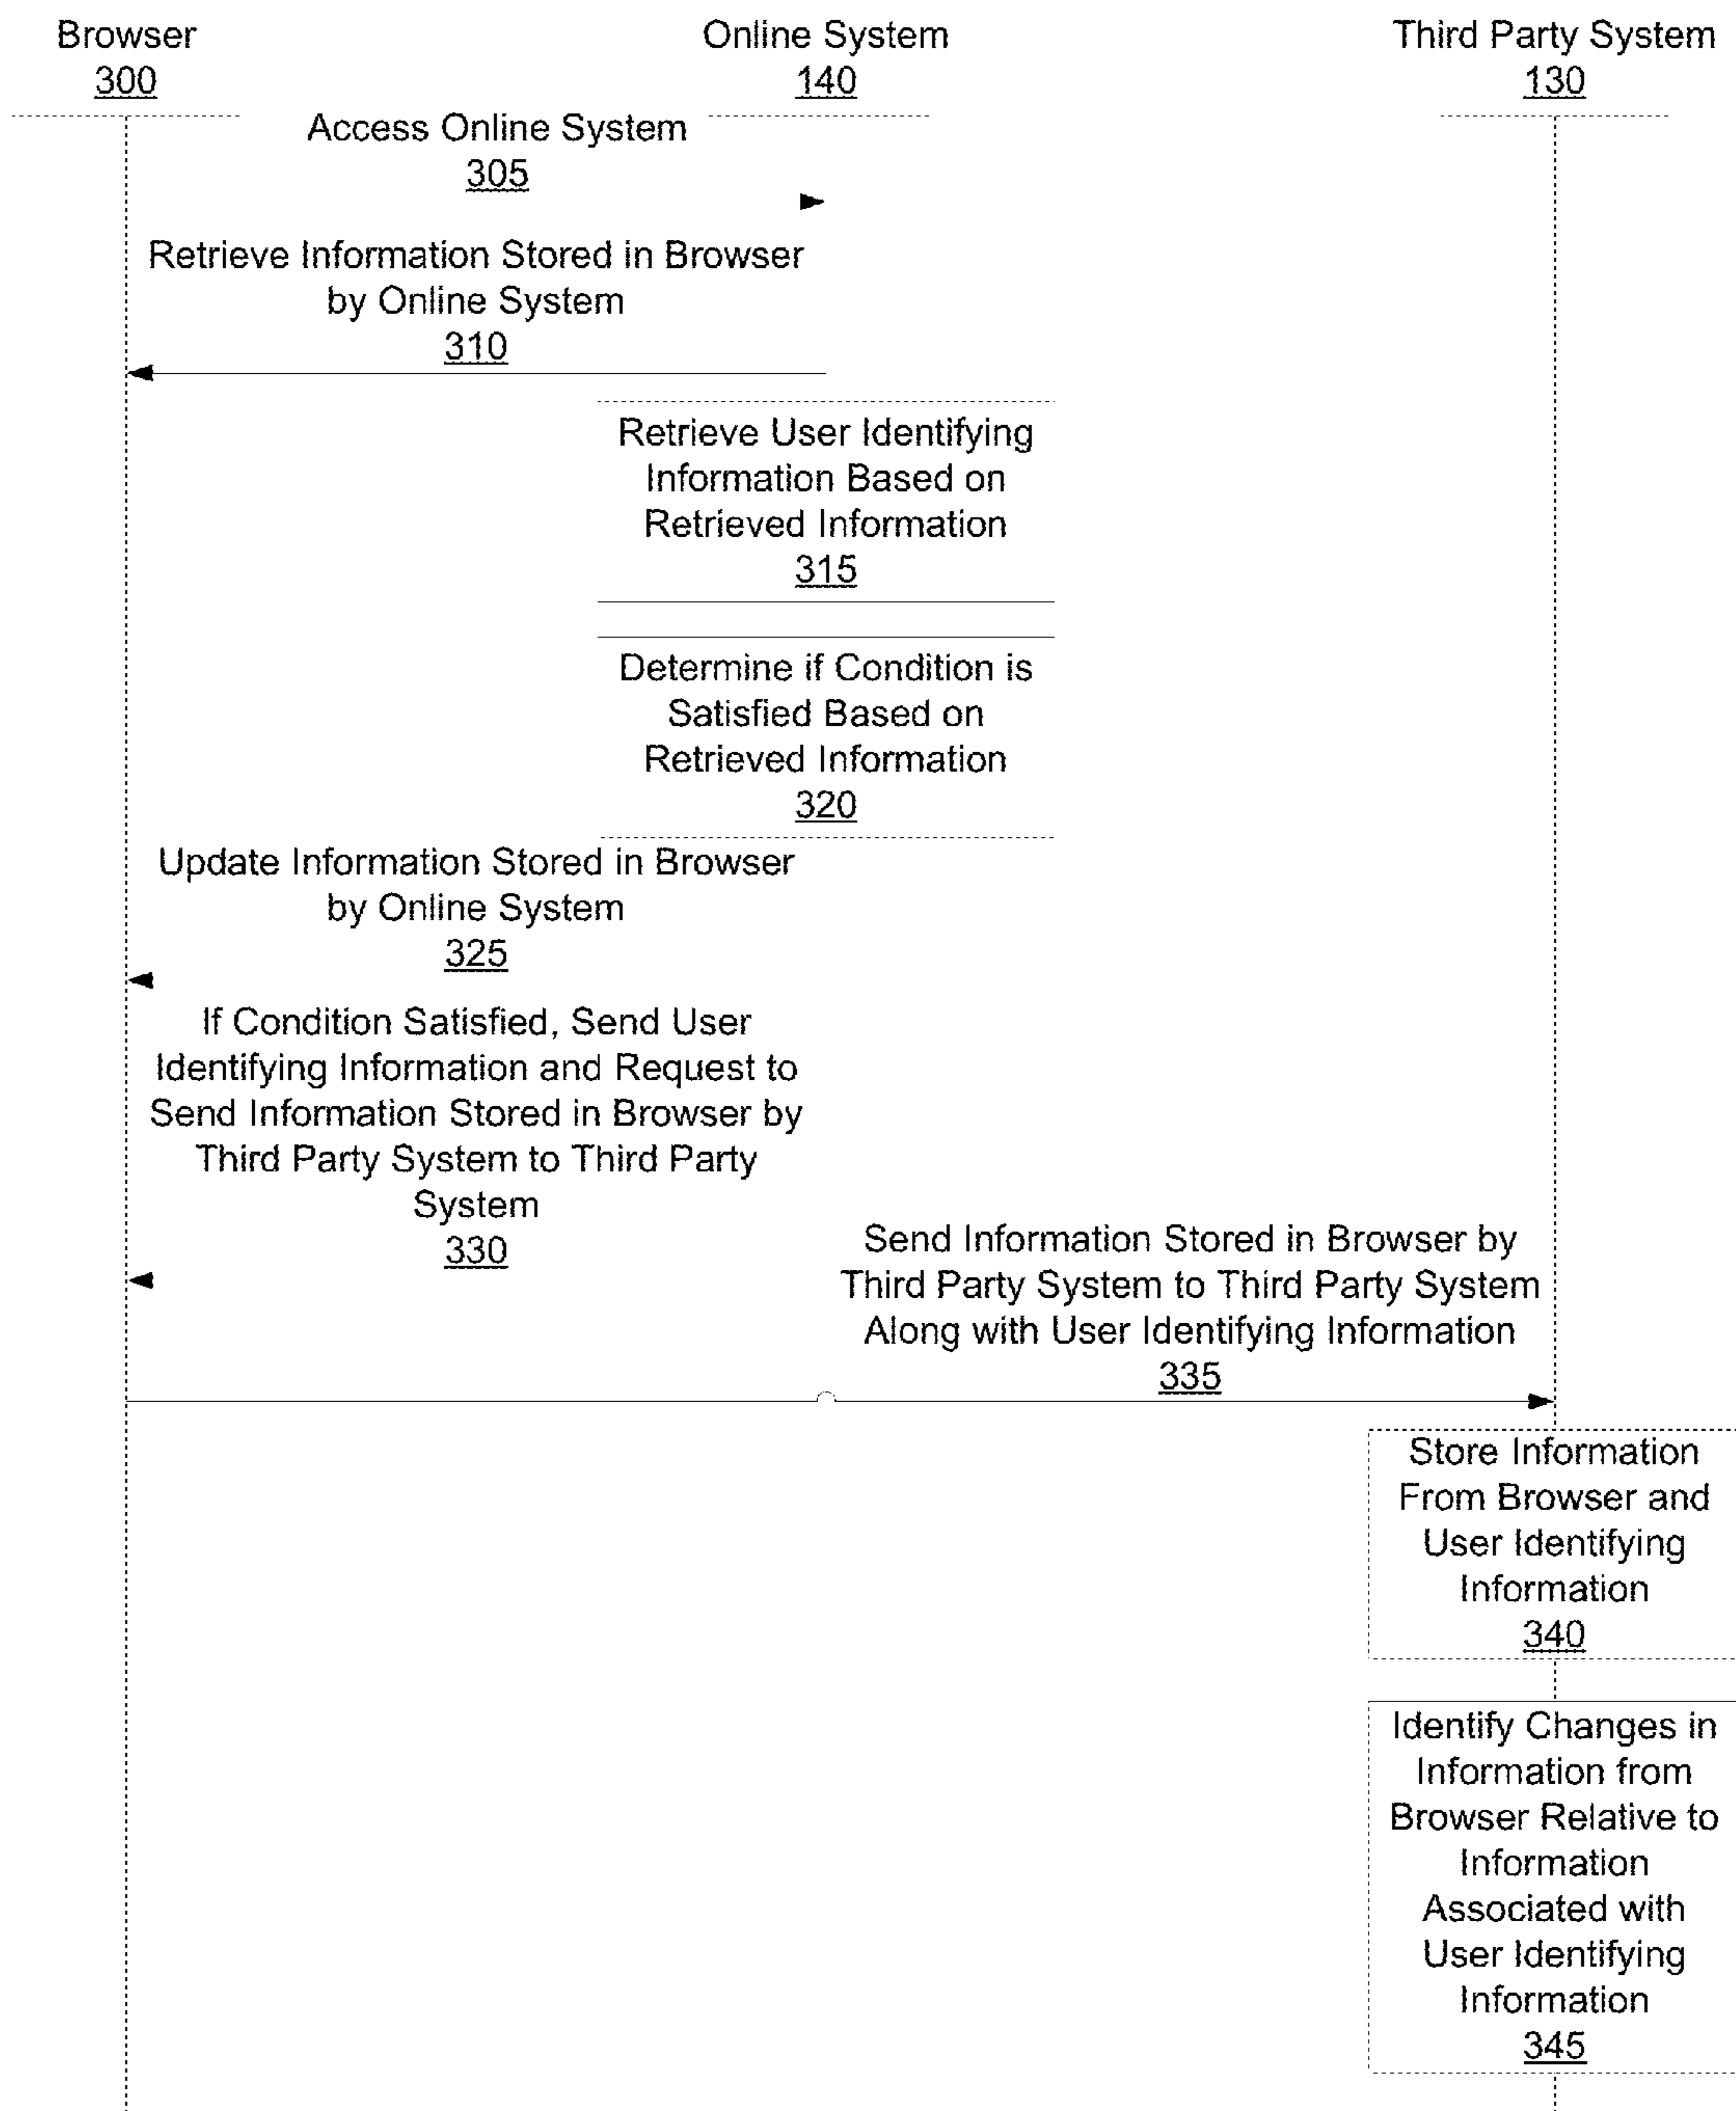 Browser
300
Online System
140
Third Party System
130
Access Online System
305
Retrieve Information Stored in Browser
by Online System
310
Retrieve User Identifying
Information Based on
Retrieved Information
315
Determine if Condition is
Satisfied Based on
Retrieved Information
320
Update Information Stored in Browser
by Online System
325
If Condition Satisfied, Send User
Identifying Information and Request to
Send Information Stored in Browser by
Third Party System to Third Party
System
330
Send Information Stored in Browser by
Third Party System to Third Party System
Along with User Identifying Information
335
Store Information
From Browser and
User Identifying
Information
340
Identify Changes in
Information from
Browser Relative to
Information
Associated with
User Identifying
Information
345